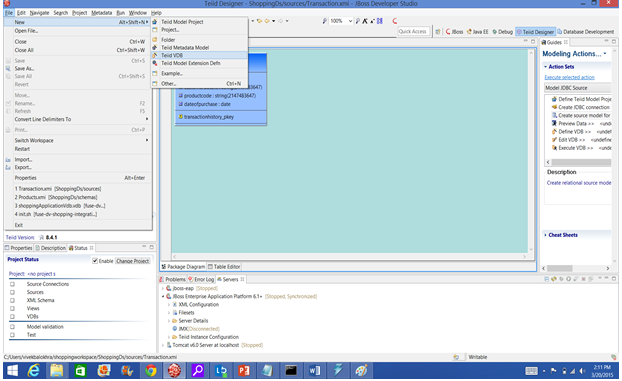 Teiid Designer - ShoppingDs/sources/Transaction.xmi - JBoss Developer Studio
File Edit Navigate Search Project Metadata Run Window Help
New Alt+Shift+N
Open File...
Close Ctrl+W
Close All Ctrl+Shift+W
Save Ctrl+S
Save As...
Save All Ctrl+Shift+S
Revert
Move...
Rename... F2
Refresh F5
Convert Line Delimiters To
Print... Ctrl+P
Switch Workspace
Restart
Import...
Export...
Properties Alt+Enter
1 Transaction.xmi [ShoppingDs/sources]
2 Products.xmi [ShoppingDs/schemas]
3 shoppingApplicationVdb.vdb [fuse-dv...
4 init.sh [fuse-dv-shopping-integrati...]
Exit
Teiid Model Project
Project...
Folder
Teiid Metadata Model
Teiid VDB
Teiid Model Extension Defn
Example...
Other... Ctrl+N
100%
Quick Access
JBoss
Java EE
Debug
Teiid Designer
Database Development
productcode : string(2147483647)
dateofpurchase : date
transactionhistory_pkey
Guides
Modeling Actions...
Action Sets
Execute selected action
Model JDBC Source
Define Teiid Model Proje
Create JDBC connection
Create source model for
Preview Data >> <undef
Define VDB >> <undef
Edit VDB >> <undef
Execute VDB >> <undef
Description
Create relational source mode
Cheat Sheets
Teiid Version: 8.4.1
Properties Description Status
Project Status
Enable Change Project
Project: <no project s
Source Connections
Sources
XML Schema
Views
VDBs
Model validation
Test
Package Diagram Table Editor
Problems Error Log Servers
jboss-eap [Stopped]
JBoss Enterprise Application Platform 6.1+ [Stopped, Synchronized]
XML Configuration
Filesets
Server Details
JMX[Disconnected]
Teiid Instance Configuration
Tomcat v6.0 Server at localhost [Stopped]
C:/Users/vivekbalokhra/shoppingworkspace/ShoppingDs/sources/Transaction.xmi
Writable
2:11 PM
3/20/2015